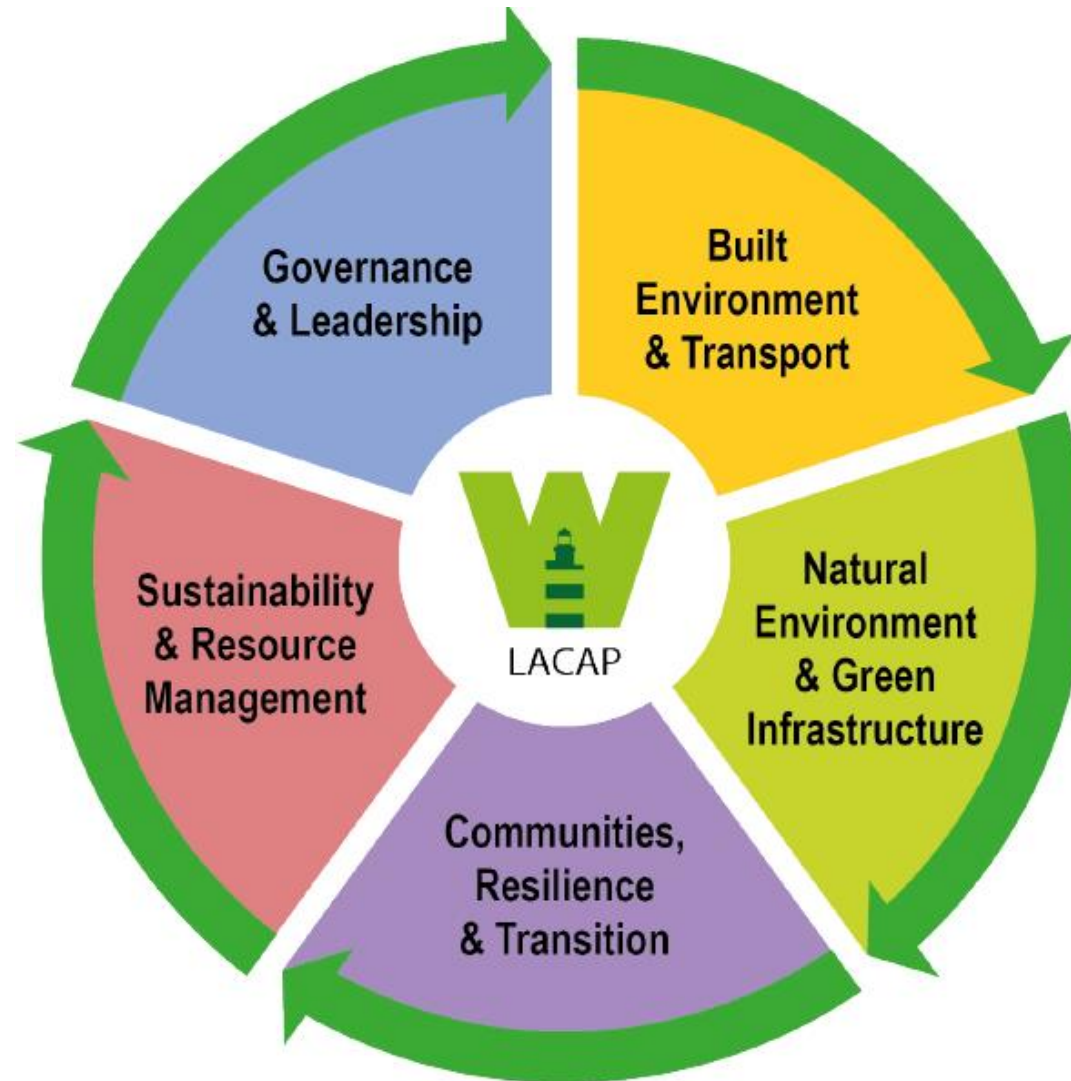 Governance
& Leadership
Built
Environment
& Transport
Natural
Environment
& Green
Infrastructure
Communities,
Resilience
& Transition
Sustainability
& Resource
Management
W
LACAP